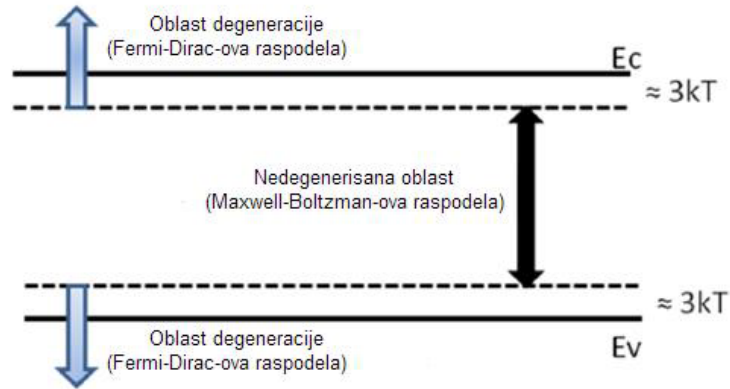 Oblast degeneracije
(Fermi-Dirac-ova raspodela)
Ec
≈ 3kT
Nedegenerisana oblast
(Maxwell-Boltzman-ova raspodela)
≈ 3kT
Oblast degeneracije
(Fermi-Dirac-ova raspodela)
Ev